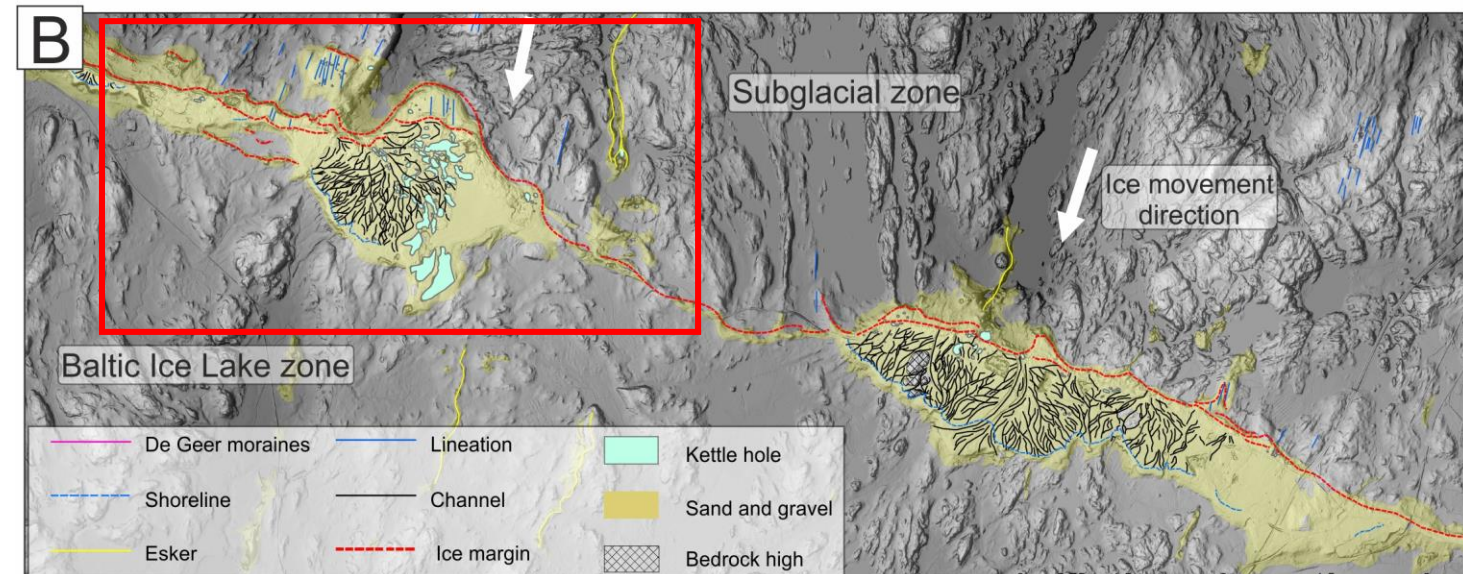 B
Subglacial zone
Ice movement
direction
Baltic Ice Lake zone
De Geer moraines
Lineation
Kettle hole
Shoreline
Channel
Sand and gravel
Esker
Ice margin
Bedrock high